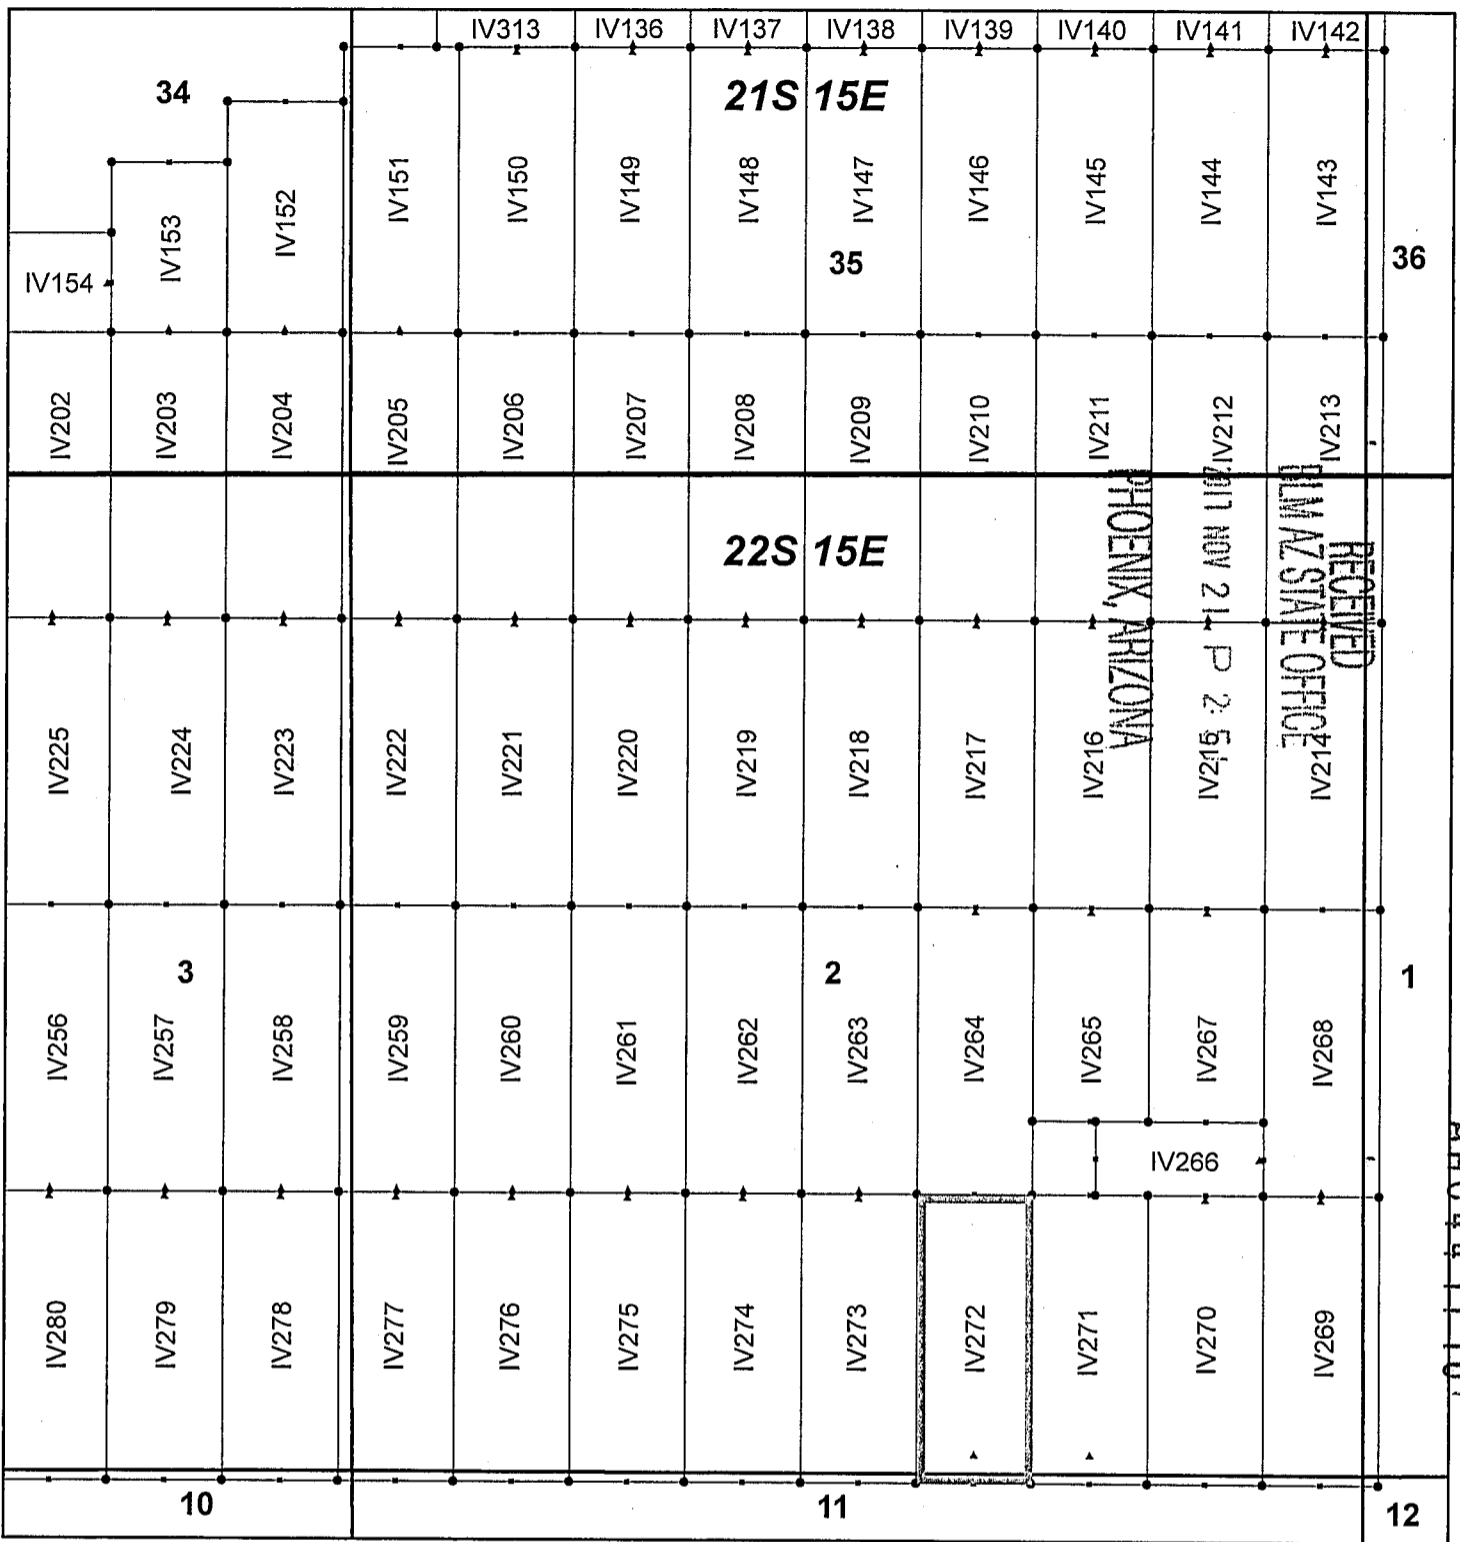 IV313 IV136 IV137 IV138 IV139 IV140 IV141 IV142
34
21S 15E
IV154 IV153 IV152 IV151 IV150 IV149 IV148 IV147 IV146 IV145 IV144 IV143
35
36
IV202 IV203 IV204 IV205 IV206 IV207 IV208 IV209 IV210 IV211 IV212 IV213
22S 15E
RECEIVED
BLM AZ STATE OFFICE
NOV 21 P 2:
PHOENIX, ARIZONA
IV225 IV224 IV223 IV222 IV221 IV220 IV219 IV218 IV217 IV216 IV215 IV214
3
2
1
IV256 IV257 IV258 IV259 IV260 IV261 IV262 IV263 IV264 IV265 IV267 IV268
IV266
IV280 IV279 IV278 IV277 IV276 IV275 IV274 IV273 IV272 IV271 IV270 IV269
10
11
12